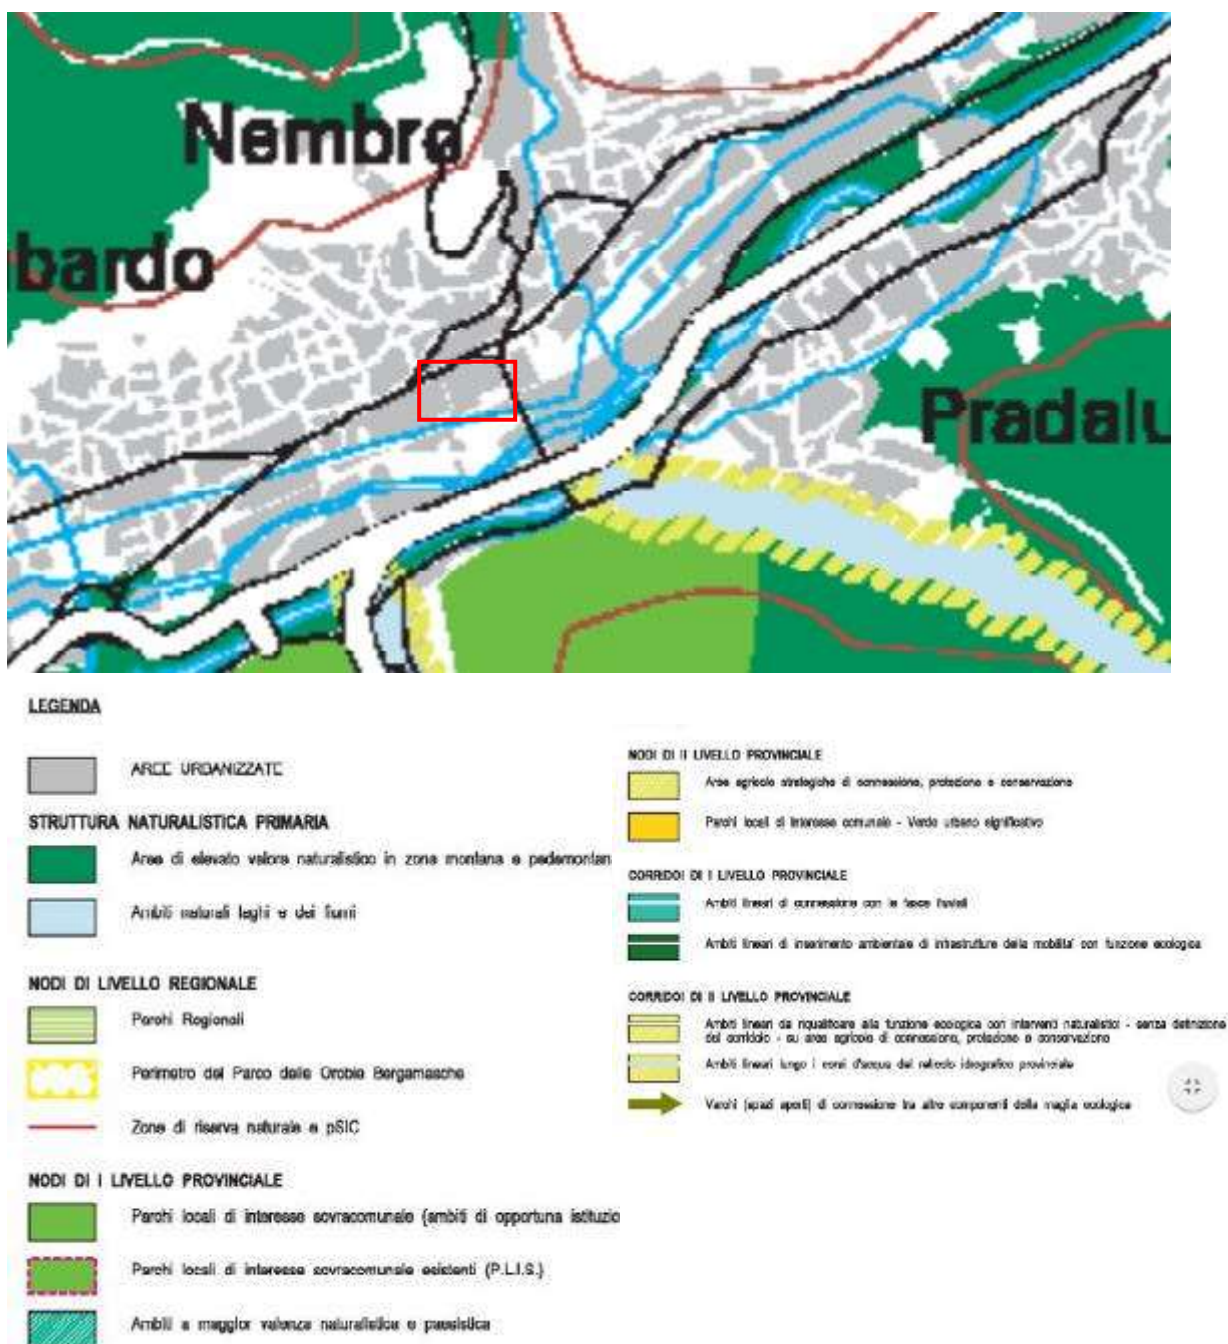 Nembro
bardo
Pradalu
LEGENDA
AREE URBANIZZATE
STRUTTURA NATURALISTICA PRIMARIA
Aree di elevato valore naturalistico in zona montana e pedemontan
Ambiti naturali laghi e dei fiumi
NODI DI LIVELLO REGIONALE
Parchi Regionali
Perimetro del Parco delle Orobie Bergamasche
Zone di riserva naturale e pSIC
NODI DI I LIVELLO PROVINCIALE
Parchi locali di interesse sovracomunale (ambiti di opportuna istituzio
Parchi locali di interesse sovracomunale esistenti (P.L.I.S.)
Ambiti a maggior valenza naturalistica e paesistica
NODI DI II LIVELLO PROVINCIALE
Aree agricole strategiche di connessione, protezione e conservazione
Parchi locali di interesse comunale - Verde urbano significativo
CORRIDOI DI I LIVELLO PROVINCIALE
Ambiti lineari di connessione con le fasce fluviali
Ambiti lineari di inserimento ambientale di infrastrutture della mobilita' con funzione ecologica
CORRIDOI DI II LIVELLO PROVINCIALE
Ambiti lineari da riqualificare alla funzione ecologica con interventi naturalistici - senza definizione
del corridoio - su aree agricole di connessione, protezione e conservazione
Ambiti lineari lungo i corsi d'acqua del reticolo idrografico provinciale
Varchi (spazi aperti) di connessione tra altre componenti della maglia ecologica